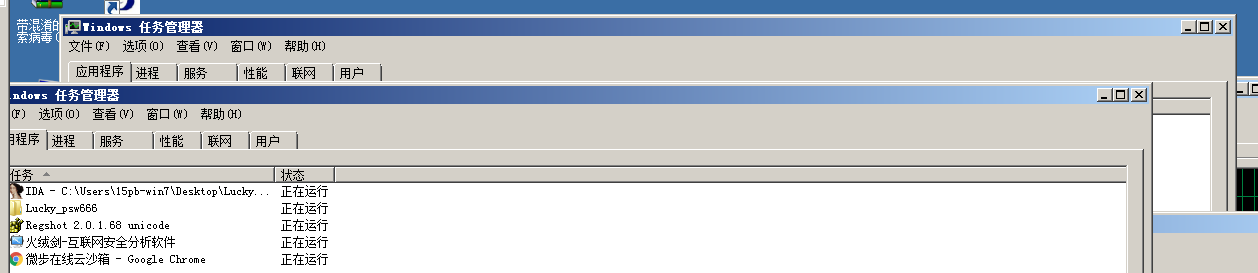 带混淆的
索病毒(
Windows 任务管理器
文件(F) 选项(O) 查看(V) 窗口(W) 帮助(H)
应用程序 进程 服务 性能 联网 用户
ndows 任务管理器
(F) 选项(O) 查看(V) 窗口(W) 帮助(H)
用程序 进程 服务 性能 联网 用户
任务 状态
IDA - C:\Users\15pb-win7\Desktop\Lucky... 正在运行
Lucky_psw666 正在运行
Regshot 2.0.1.68 unicode 正在运行
火绒剑-互联网安全分析软件 正在运行
微步在线云沙箱 - Google Chrome 正在运行